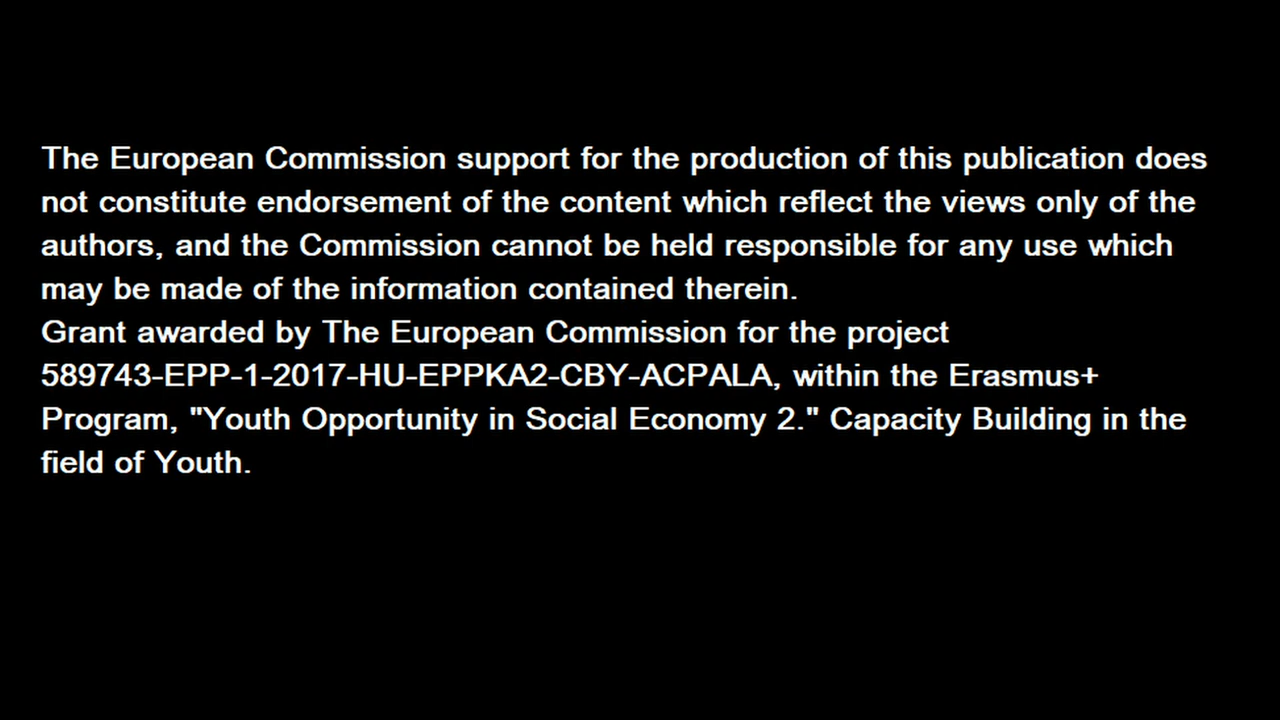 The European Commission support for the production of this publication does
not constitute endorsement of the content which reflect the views only of the
authors, and the Commission cannot be held responsible for any use which
may be made of the information contained therein.
Grant awarded by The European Commission for the project
589743-EPP-1-2017-HU-EPPKA2-CBY-ACPALA, within the Erasmus+
Program, "Youth Opportunity in Social Economy 2." Capacity Building in the
field of Youth.